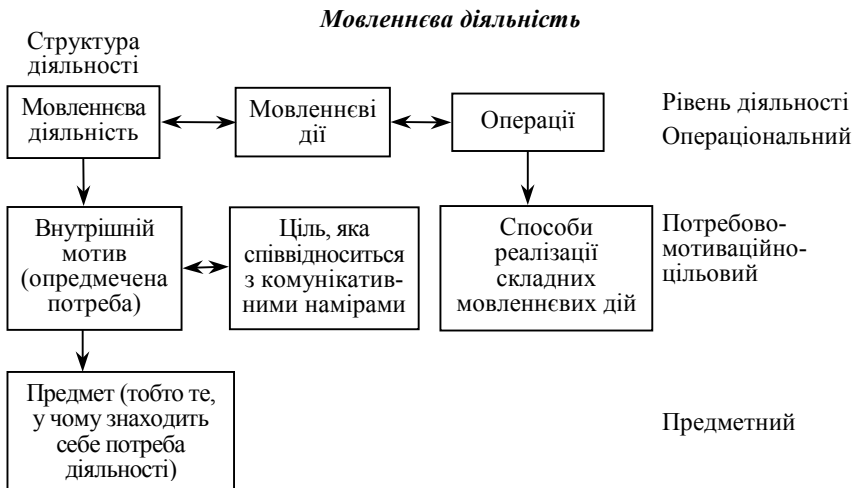 Мовленнєва діяльність
Структура
діяльності
Мовленнєва
діяльність
Мовленнєві
дії
Операції
Рівень діяльності
Операціональний
Внутрішній
мотив
(опредмечена
потреба)
Ціль, яка
співвідноситься
з комунікатив-
ними намірами
Способи
реалізації
складних
мовленнєвих дій
Потребово-
мотиваційно-
цільовий
Предмет (тобто те,
у чому знаходить
себе потреба
діяльності)
Предметний